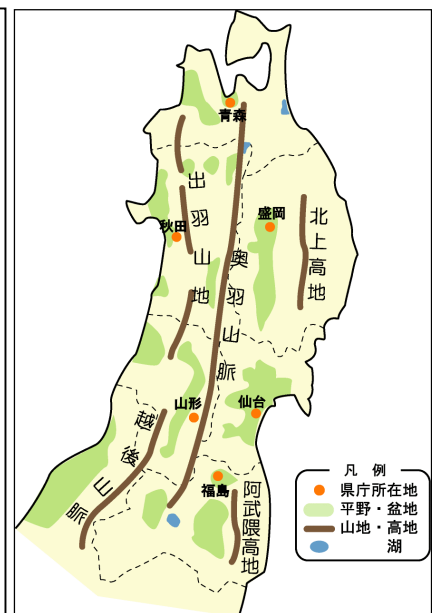 青森
出羽山地
秋田
盛岡
北上高地
奥羽山脈
山形
仙台
越後山脈
福島
阿武隈高地
凡 例
県庁所在地
平野・盆地
山地・高地
湖